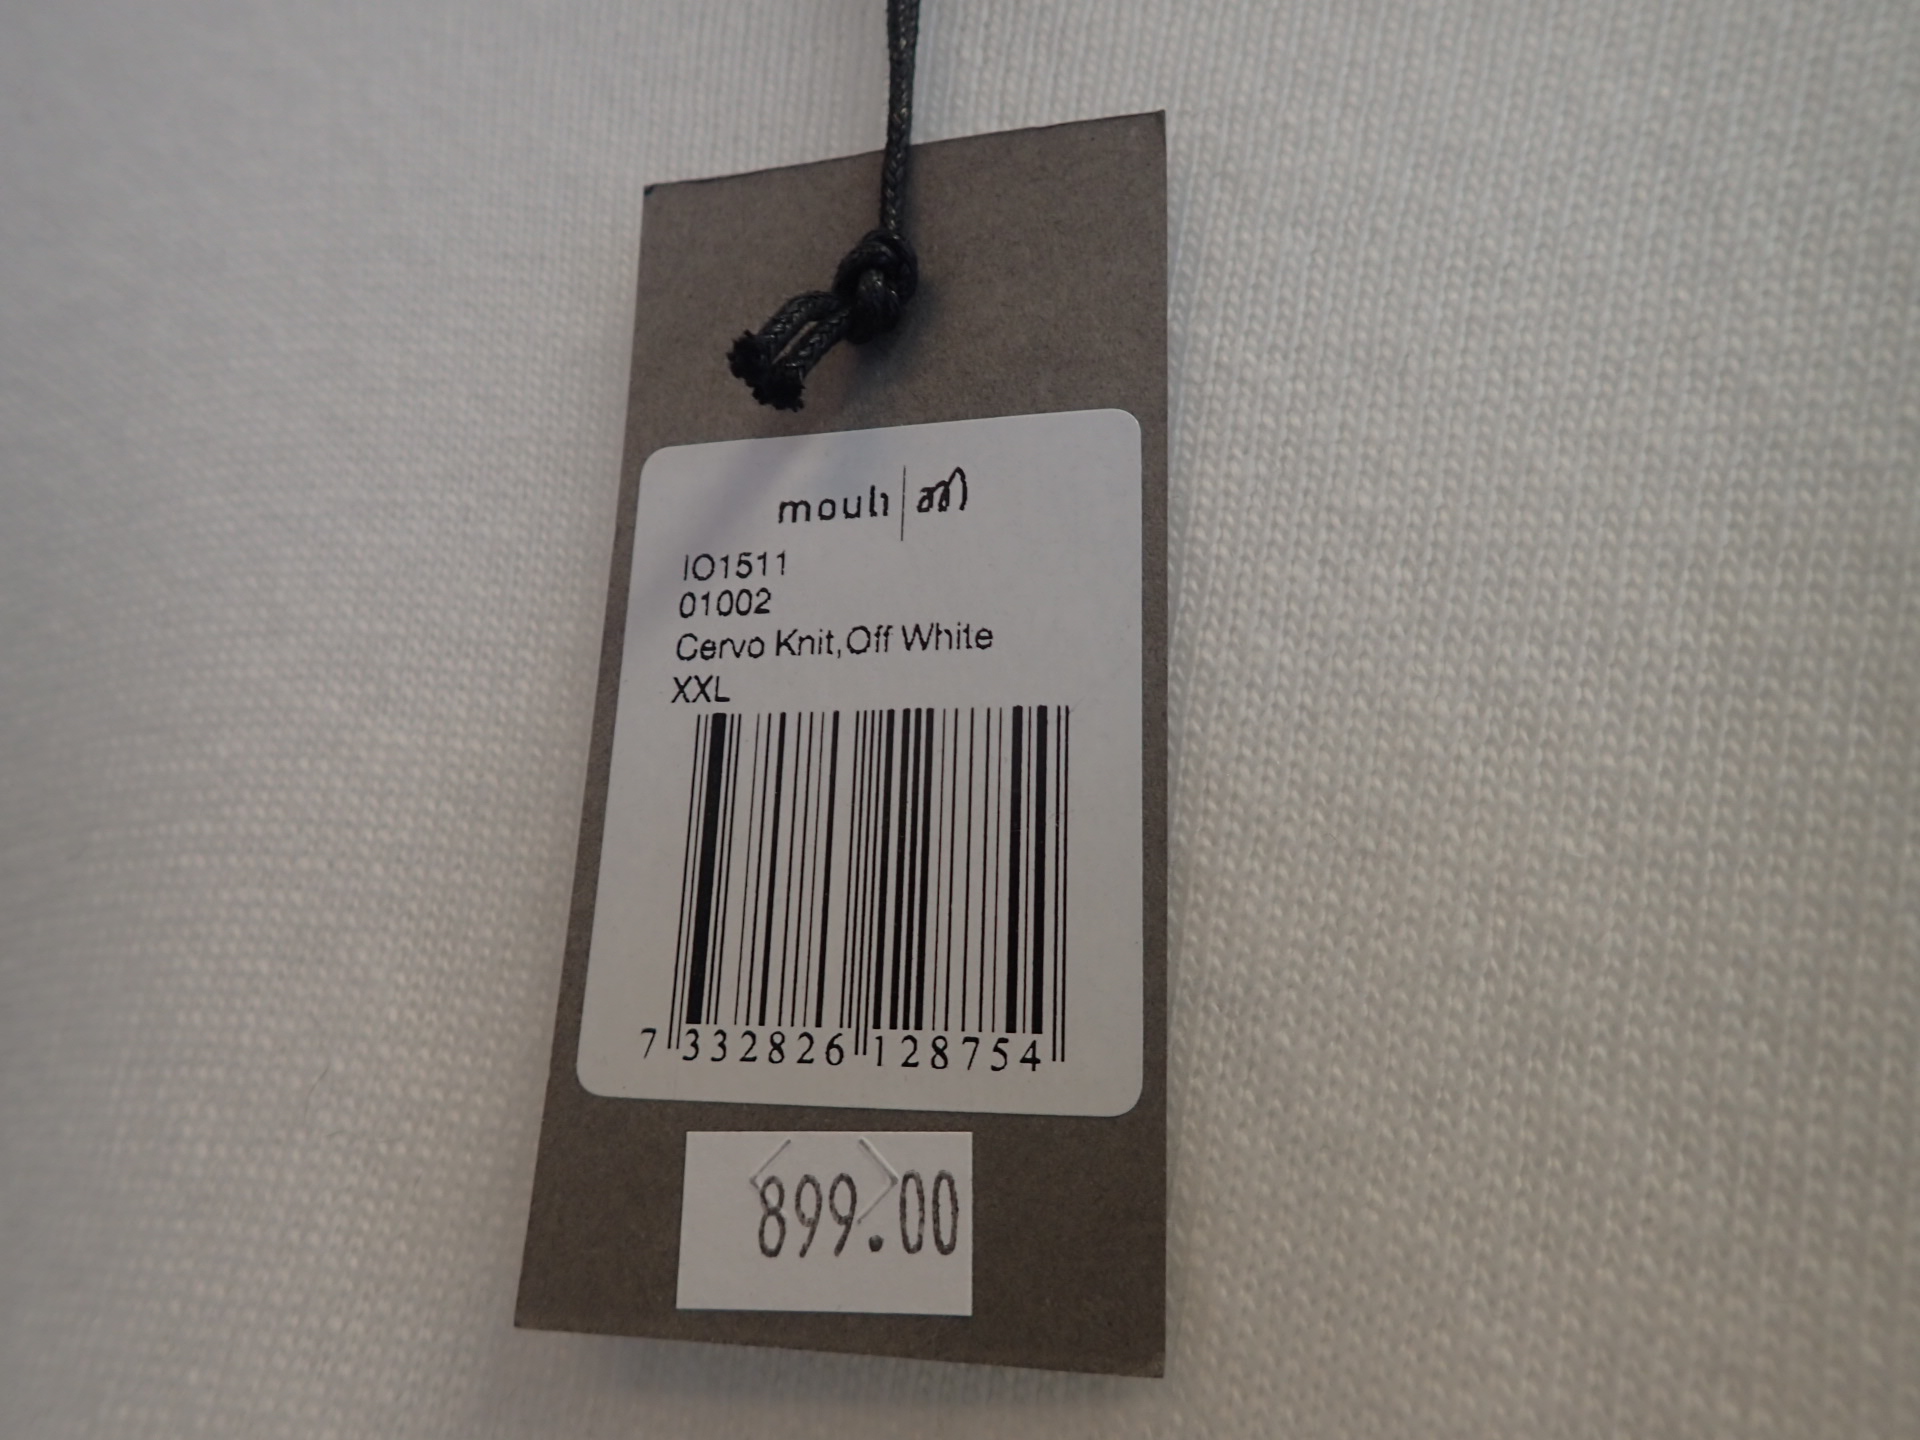 mouli
IO1511
01002
Cervo Knit,Off White
XXL
7 332826 128754
899.00